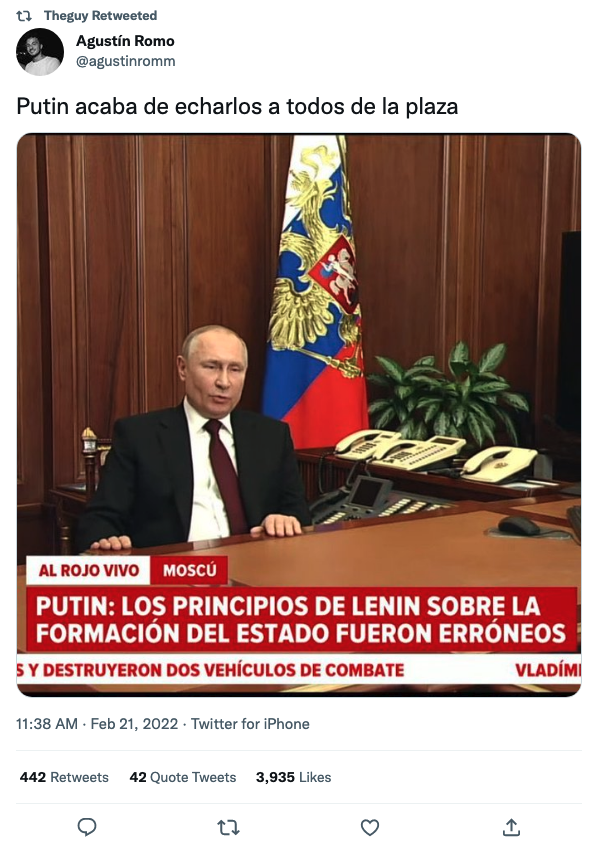 Theguy Retweeted
Agustín Romo
@agustinromm
Putin acaba de echarlos a todos de la plaza
AL ROJO VIVO MOSCÚ
PUTIN: LOS PRINCIPIOS DE LENIN SOBRE LA
FORMACIÓN DEL ESTADO FUERON ERRÓNEOS
S Y DESTRUYERON DOS VEHÍCULOS DE COMBATE VLADÍMI
11:38 AM · Feb 21, 2022 · Twitter for iPhone
442 Retweets 42 Quote Tweets 3,935 Likes